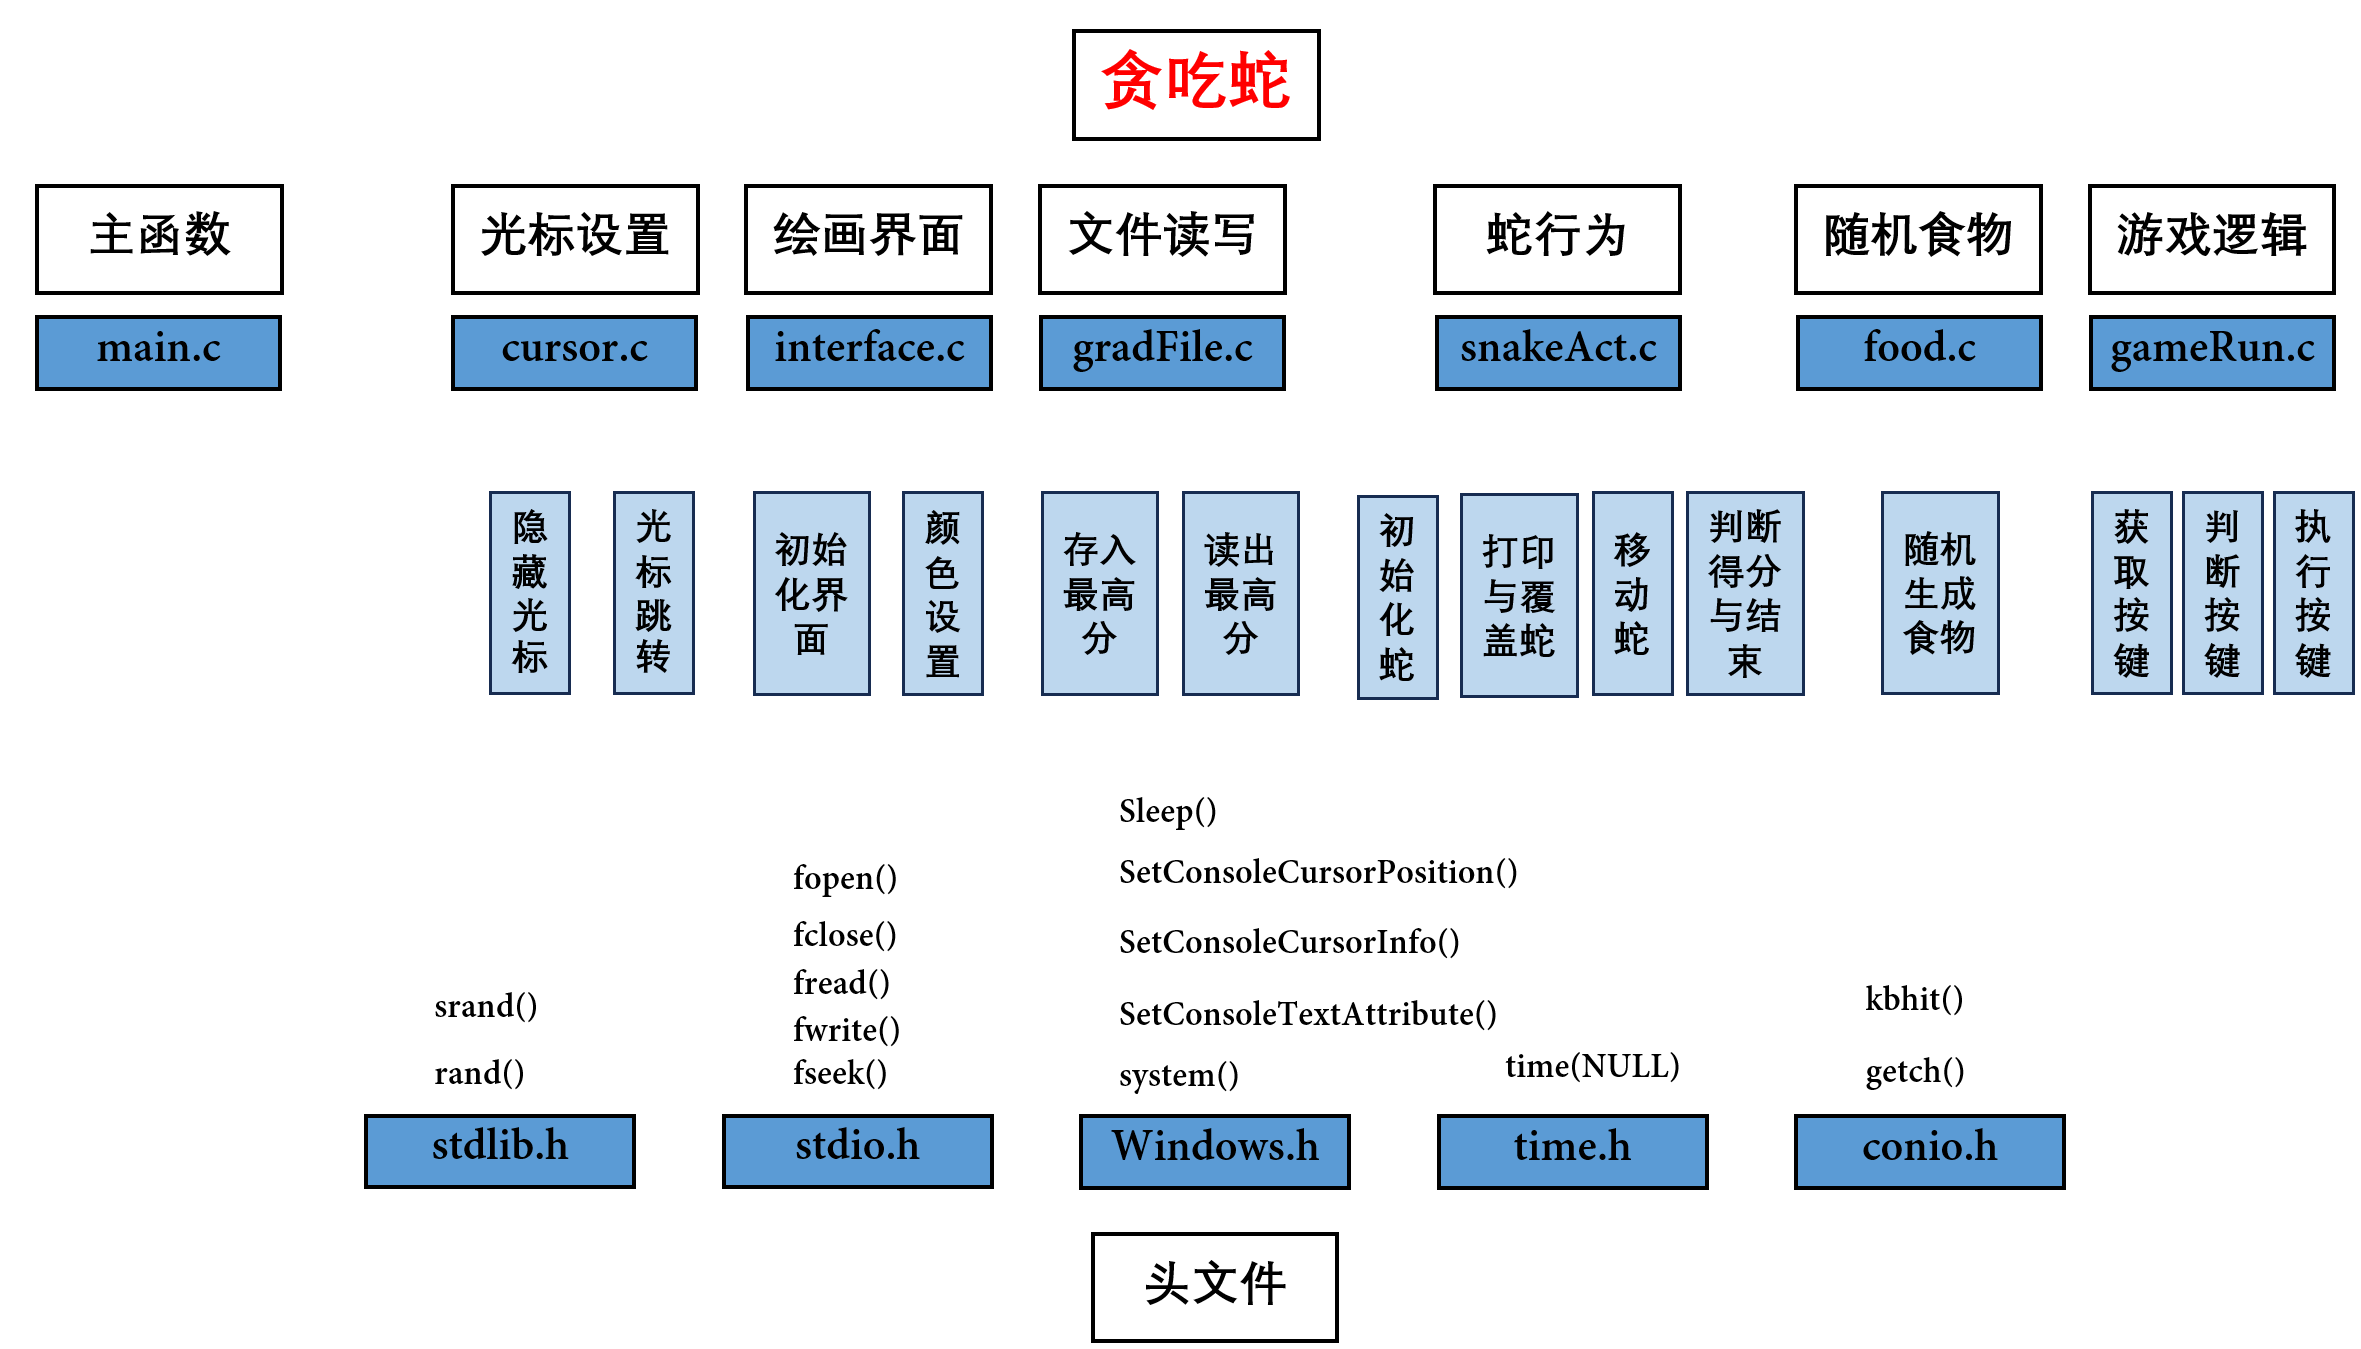 贪吃蛇
主函数
光标设置
绘画界面
文件读写
蛇行为
随机食物
游戏逻辑
main.c
cursor.c
interface.c
gradFile.c
snakeAct.c
food.c
gameRun.c
隐
藏
光
标
光
标
跳
转
初始
化界
面
颜
色
设
置
存入
最高
分
读出
最高
分
初
始
化
蛇
打印
与覆
盖蛇
移
动
蛇
判断
得分
与结
束
随机
生成
食物
获
取
按
键
判
断
按
键
执
行
按
键
srand()
rand()
stdlib.h
fopen()
fclose()
fread()
fwrite()
fseek()
stdio.h
Sleep()
SetConsoleCursorPosition()
SetConsoleCursorInfo()
SetConsoleTextAttribute()
system()
Windows.h
time(NULL)
time.h
kbhit()
getch()
conio.h
头文件